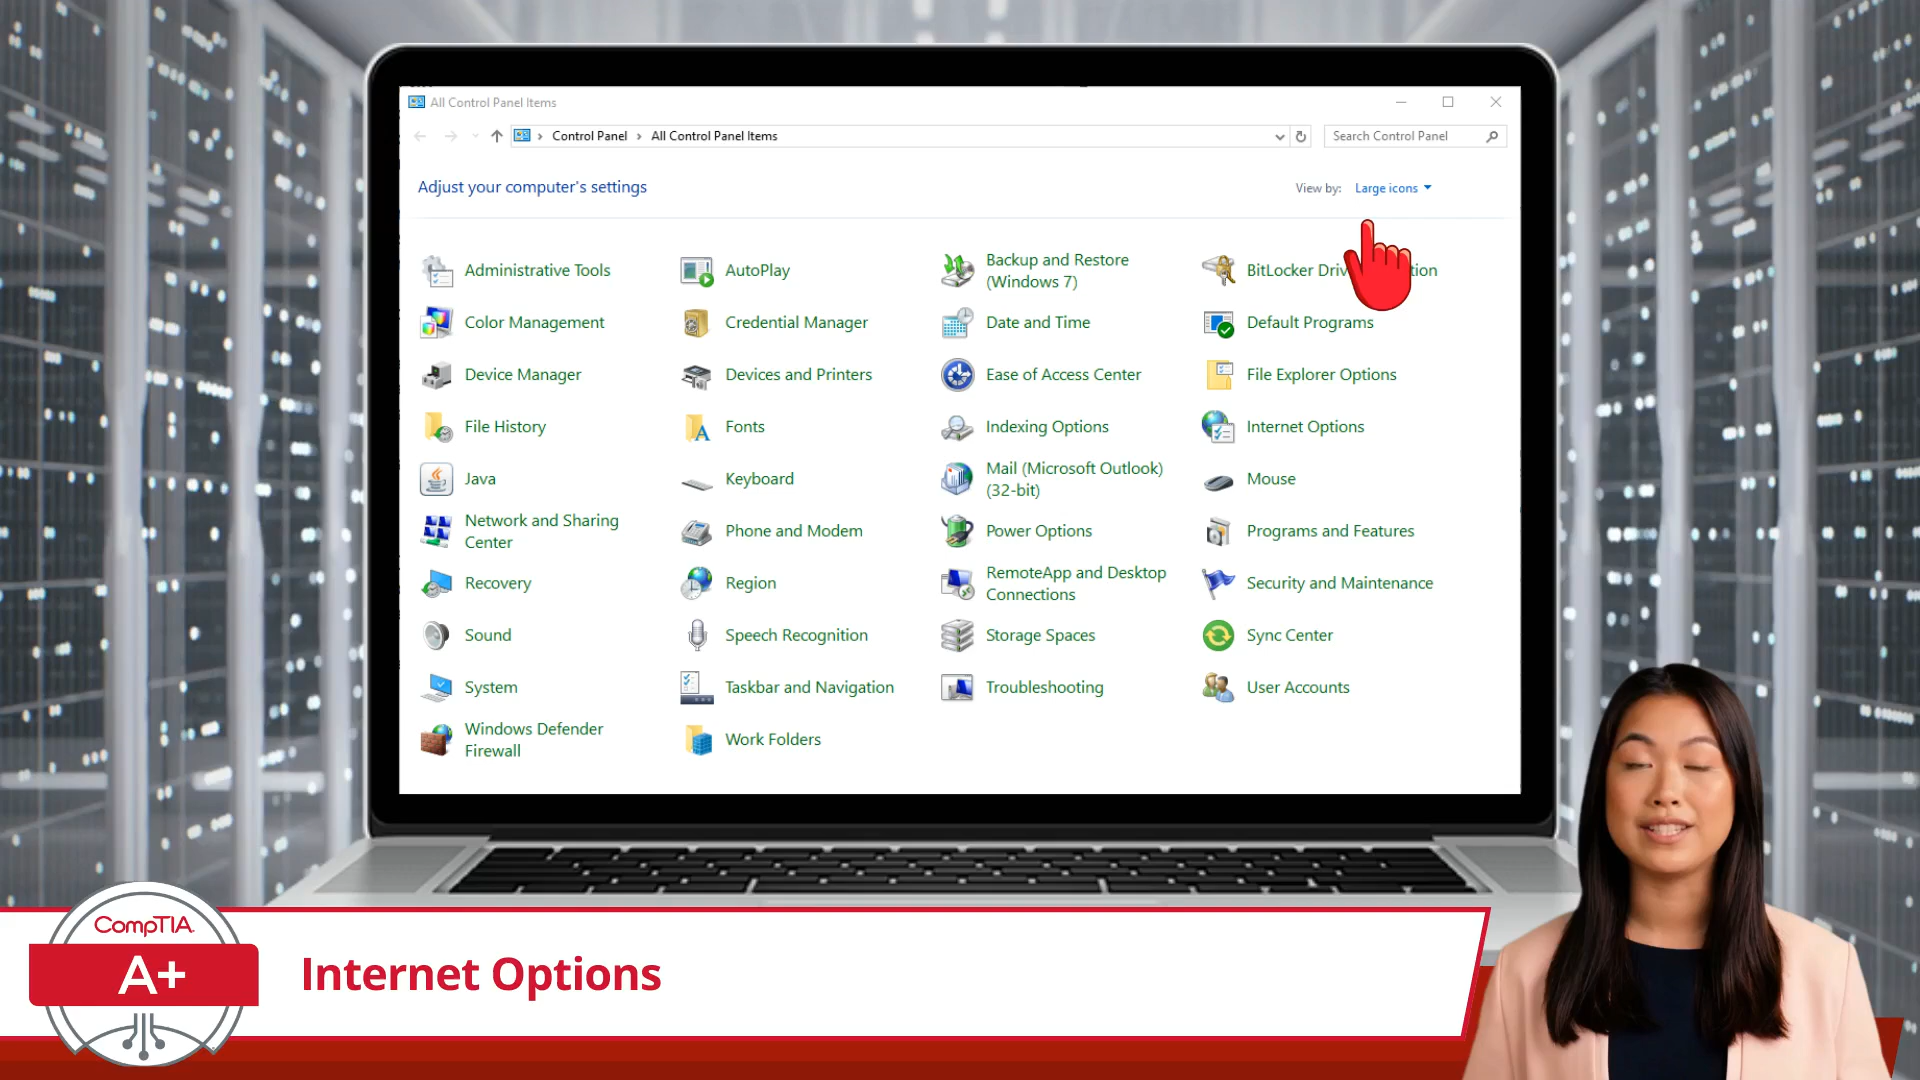 All Control Panel Items
Control Panel > All Control Panel Items
Search Control Panel
Adjust your computer's settings
View by: Large icons
Administrative Tools
AutoPlay
Backup and Restore
(Windows 7)
BitLocker
Color Management
Credential Manager
Date and Time
Default Programs
Device Manager
Devices and Printers
Ease of Access Center
File Explorer Options
File History
Fonts
Indexing Options
Internet Options
Java
Keyboard
Mail (Microsoft Outlook)
(32-bit)
Mouse
Network and Sharing
Center
Phone and Modem
Power Options
Programs and Features
Recovery
Region
RemoteApp and Desktop
Connections
Security and Maintenance
Sound
Speech Recognition
Storage Spaces
Sync Center
System
Taskbar and Navigation
Troubleshooting
User Accounts
Windows Defender
Firewall
Work Folders
CompTIA.
A+
Internet Options